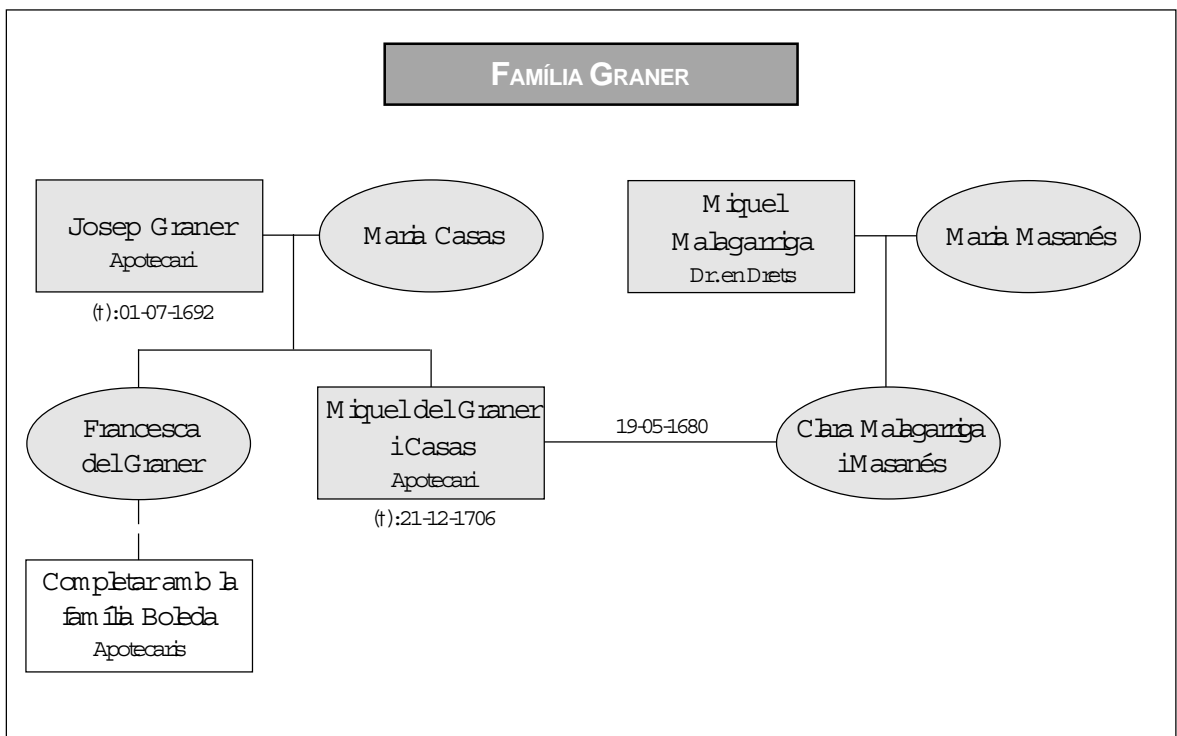 FAMÍLIA GRANER
Josep Graner
Apotecari
(†):01-07-1692
Maria Casas
Miquel
Malagarriga
Dr. en Drets
Maria Masanés
Francesca
del Graner
Miquel del Graner
i Casas
Apotecari
(†):21-12-1706
19-05-1680
Clara Malagarriga
i Masanés
Completar amb la
família Boleda
Apotecaris